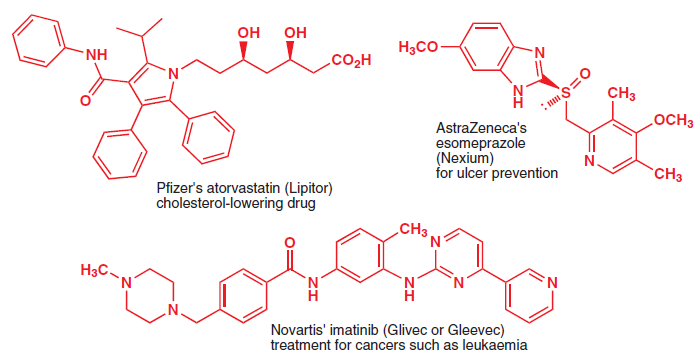 OH OH
NH
N
CO2H
O
Pfizer's atorvastatin (Lipitor)
cholesterol-lowering drug
H3CO
N
N
H
S
O
CH3
OCH3
N
CH3
AstraZeneca's
esomeprazole
(Nexium)
for ulcer prevention
H3C
N
N
O
N
H
CH3
N
H
N
N
N
Novartis' imatinib (Glivec or Gleevec)
treatment for cancers such as leukaemia